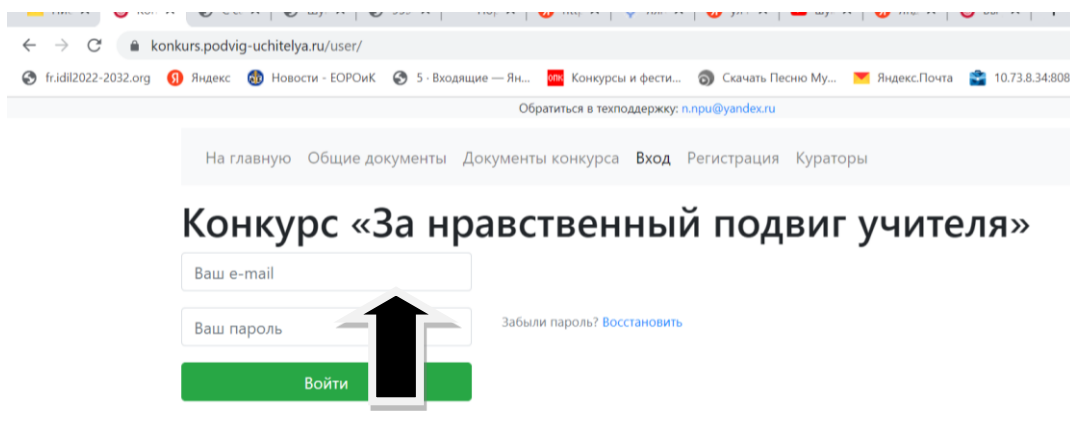 konkurs.podvig-uchitelya.ru/user/
fr.idil2022-2032.org Яндекс Новости - ЕОРОиК 5 · Входящие — Ян... Конкурсы и фести... Скачать Песню Му... Яндекс.Почта 10.73.8.34:808
Обратиться в техподдержку: n.npu@yandex.ru
На главную Общие документы Документы конкурса Вход Регистрация Кураторы
Конкурс «За нравственный подвиг учителя»
Ваш e-mail
Ваш пароль
Забыли пароль? Восстановить
Войти